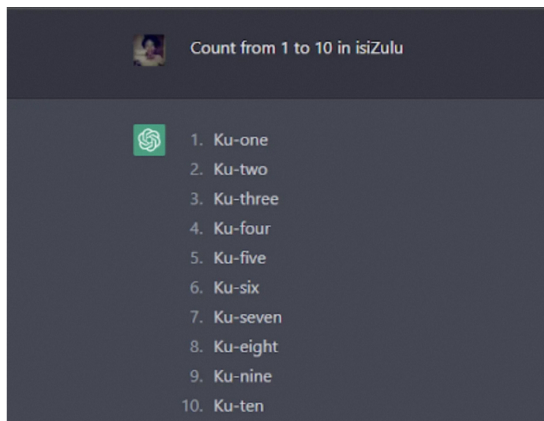 Count from 1 to 10 in isiZulu
1. Ku-one
2. Ku-two
3. Ku-three
4. Ku-four
5. Ku-five
6. Ku-six
7. Ku-seven
8. Ku-eight
9. Ku-nine
10. Ku-ten